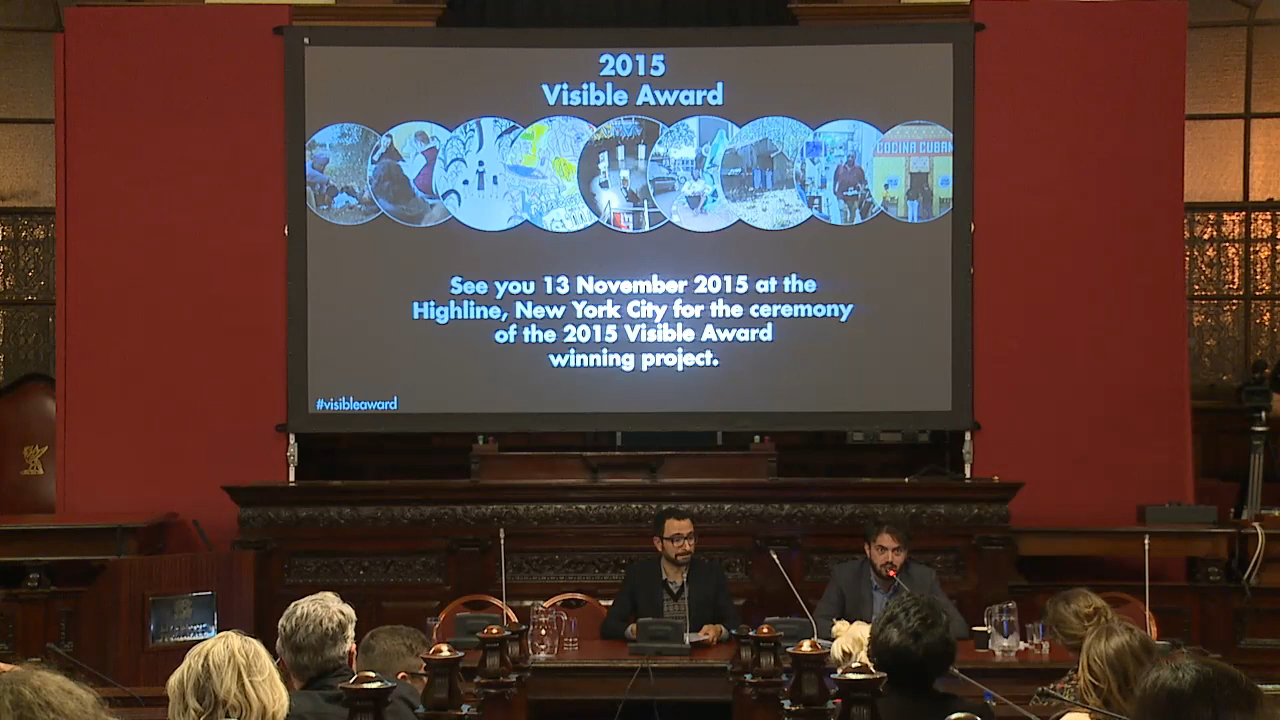 2015
Visible Award
COCINA CUBAN
See you 13 November 2015 at the
Highline, New York City for the ceremony
of the 2015 Visible Award
winning project.
#visibleaward